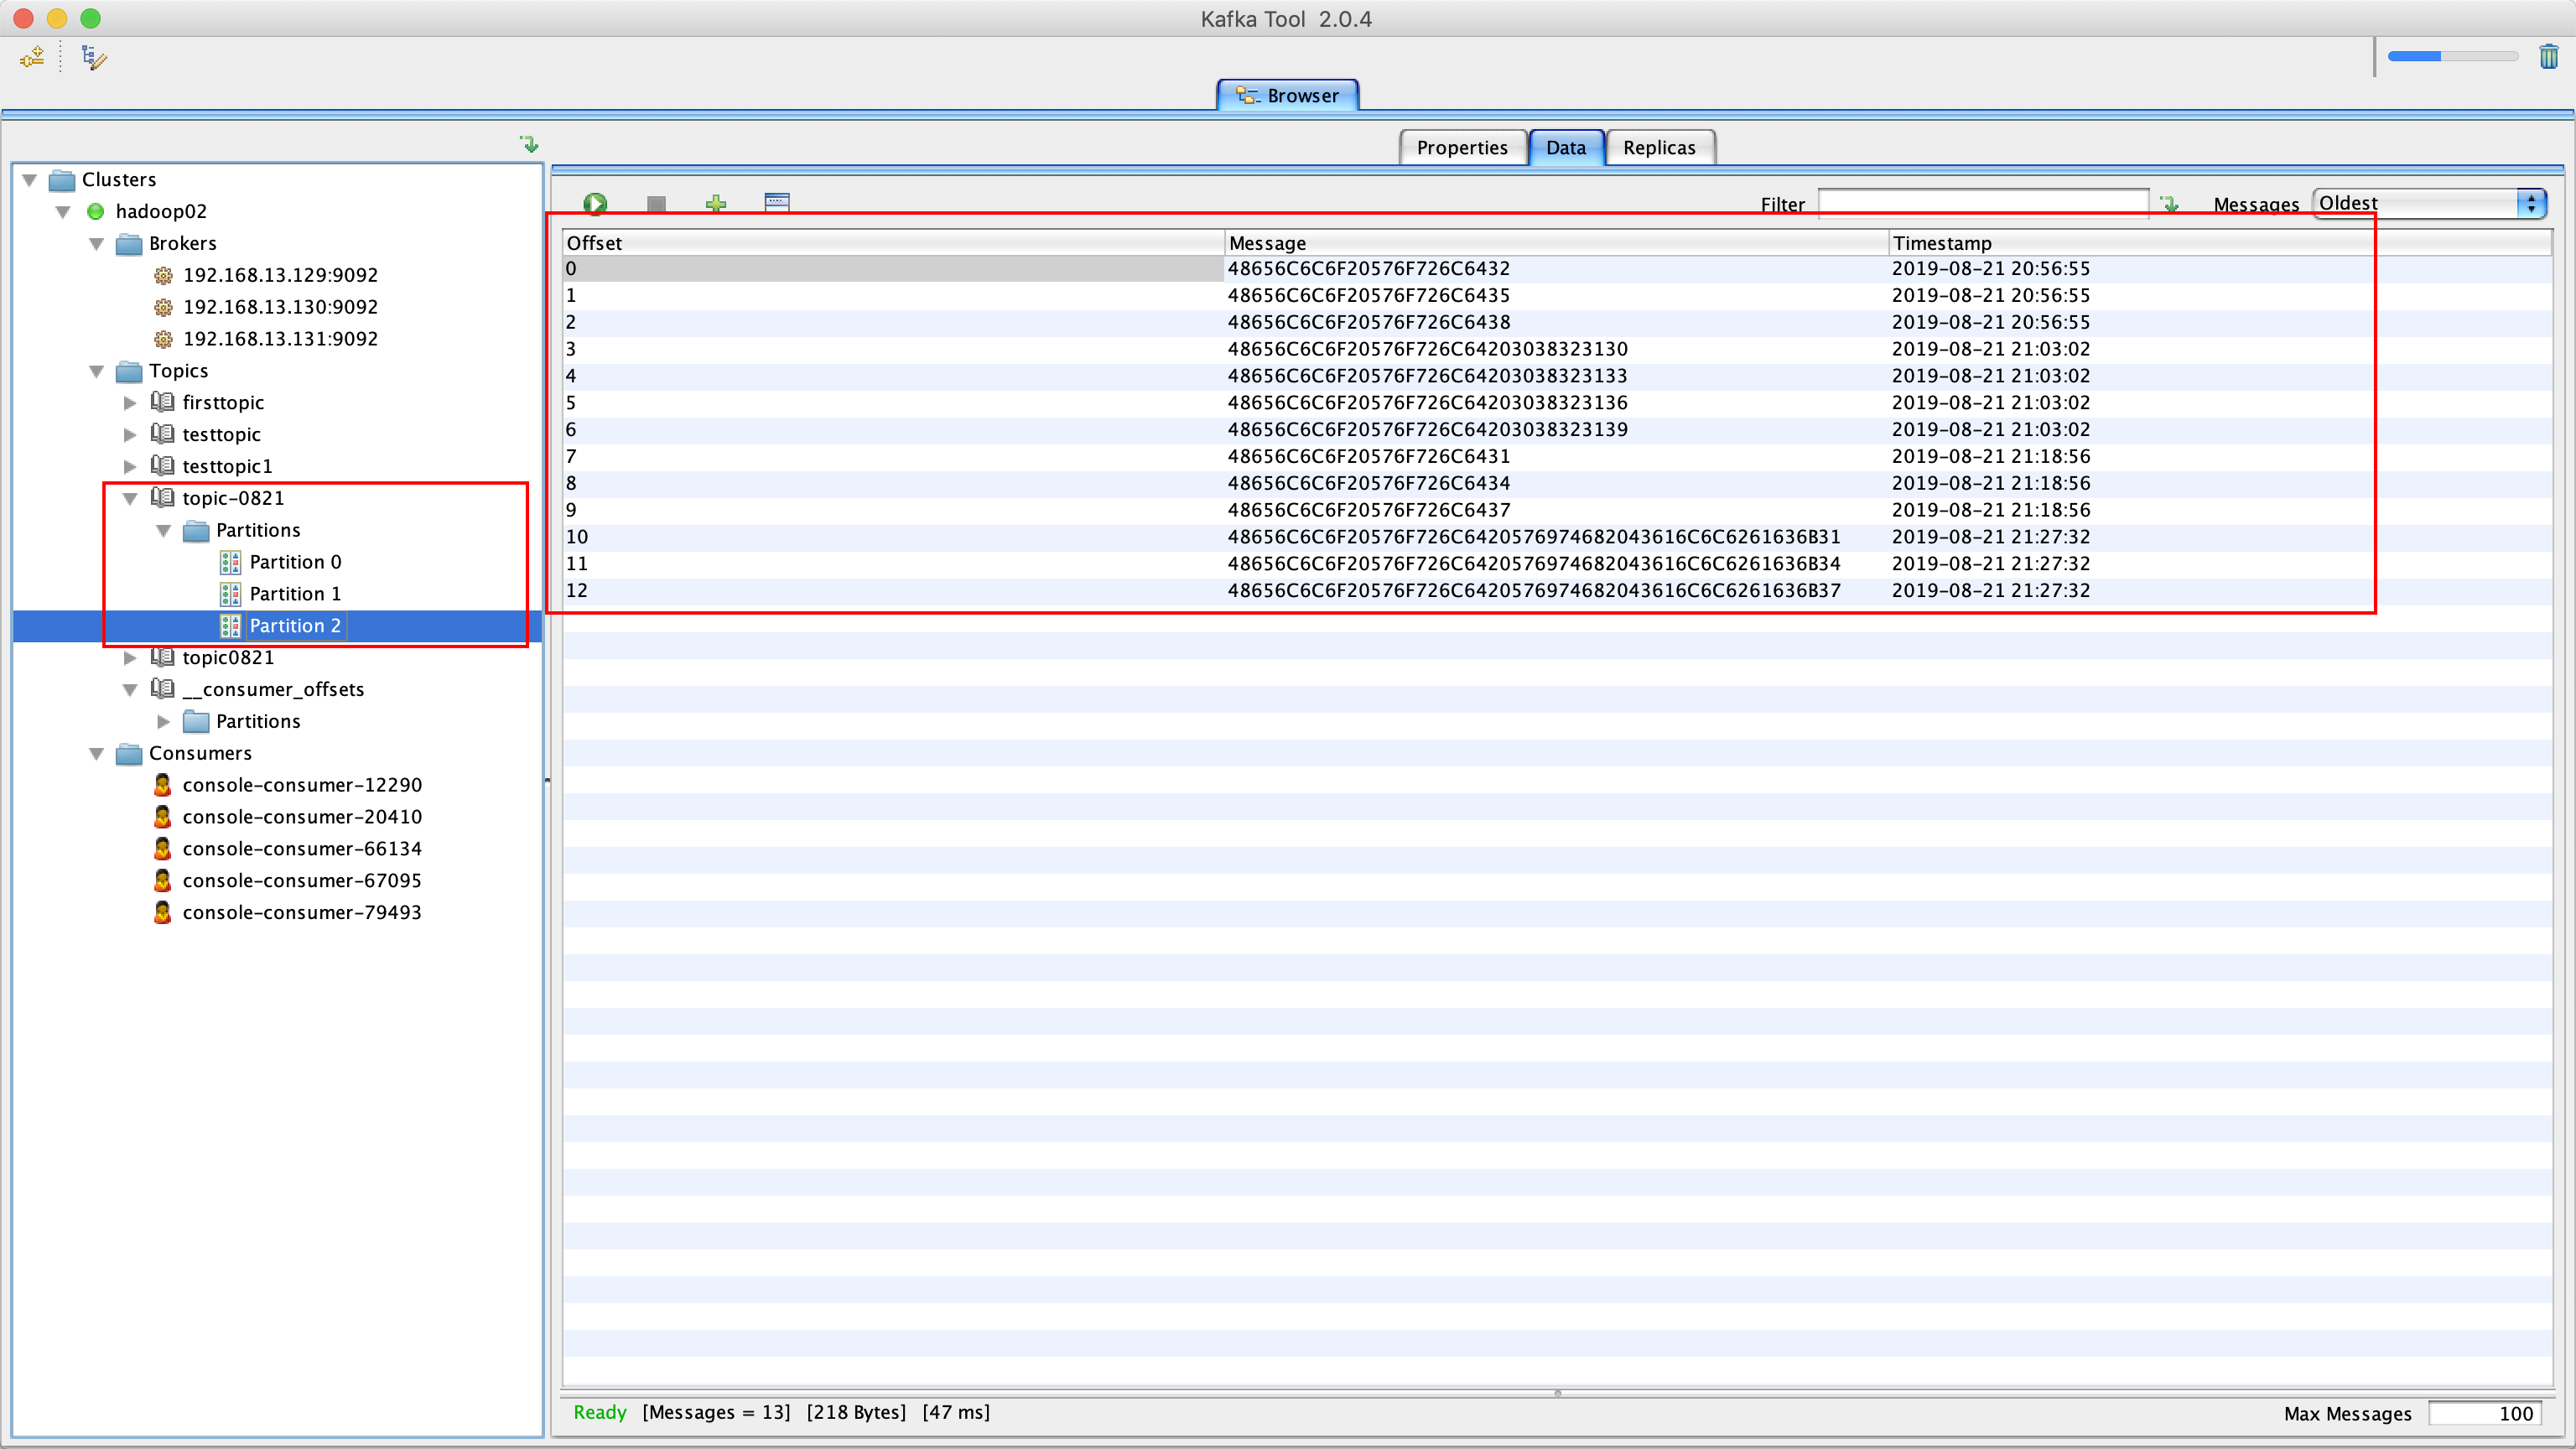 Kafka Tool 2.0.4
Browser
Clusters
hadoop02
Brokers
192.168.13.129:9092
192.168.13.130:9092
192.168.13.131:9092
Topics
firsttopic
testtopic
testtopic1
topic-0821
Partitions
Partition 0
Partition 1
Partition 2
topic0821
__consumer_offsets
Partitions
Consumers
console-consumer-12290
console-consumer-20410
console-consumer-66134
console-consumer-67095
console-consumer-79493
Properties Data Replicas
Filter Messages Oldest
Offset Message Timestamp
0 48656C6C6F20576F726C6432 2019-08-21 20:56:55
1 48656C6C6F20576F726C6435 2019-08-21 20:56:55
2 48656C6C6F20576F726C6438 2019-08-21 20:56:55
3 48656C6C6F20576F726C64203038323130 2019-08-21 21:03:02
4 48656C6C6F20576F726C64203038323133 2019-08-21 21:03:02
5 48656C6C6F20576F726C64203038323136 2019-08-21 21:03:02
6 48656C6C6F20576F726C64203038323139 2019-08-21 21:03:02
7 48656C6C6F20576F726C6431 2019-08-21 21:18:56
8 48656C6C6F20576F726C6434 2019-08-21 21:18:56
9 48656C6C6F20576F726C6437 2019-08-21 21:18:56
10 48656C6C6F20576F726C6420576974682043616C6C6261636B31 2019-08-21 21:27:32
11 48656C6C6F20576F726C6420576974682043616C6C6261636B34 2019-08-21 21:27:32
12 48656C6C6F20576F726C6420576974682043616C6C6261636B37 2019-08-21 21:27:32
Ready [Messages = 13] [218 Bytes] [47 ms]
Max Messages 100